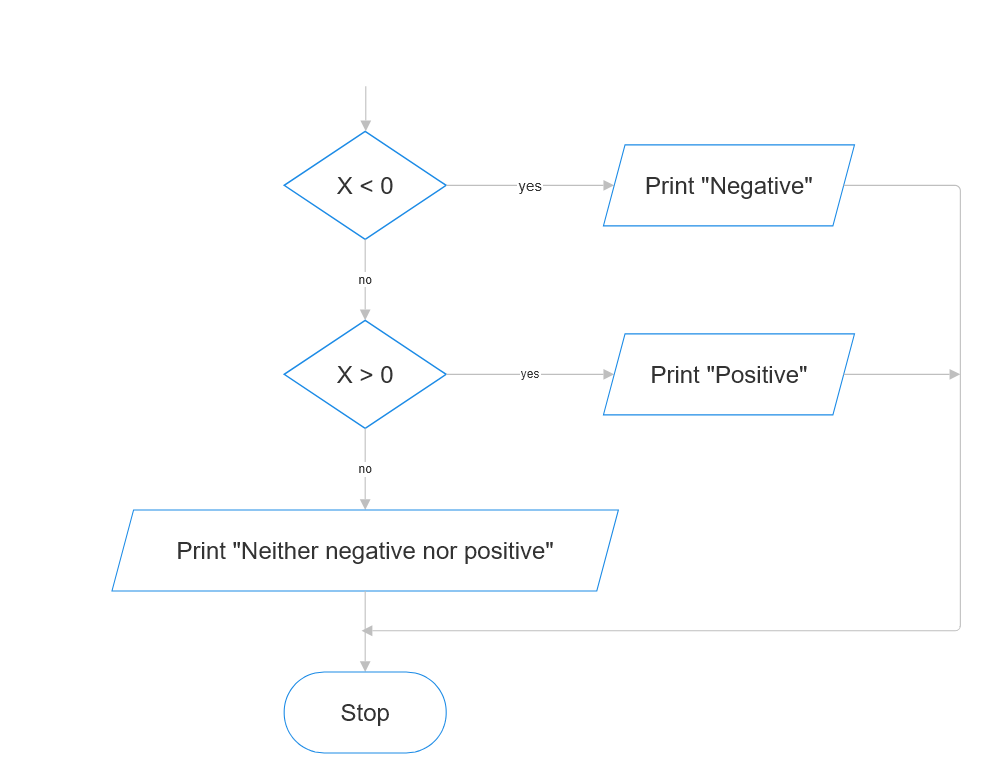 X < 0
yes
Print "Negative"
no
X > 0
yes
Print "Positive"
no
Print "Neither negative nor positive"
Stop